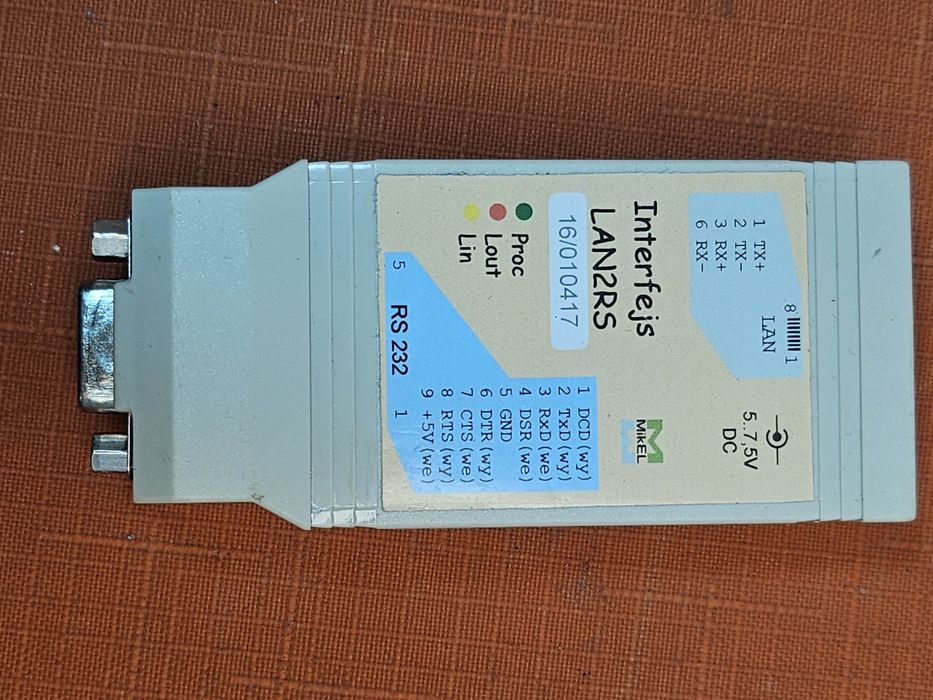 8 1
LAN
1 TX+
2 TX-
3 RX+
6 RX-
5..7,5V
DC
Interfejs
LAN2RS
16/010417
MIKEL
Proc
Lout
Lin
1 DCD(wy)
2 TxD(wy)
3 RxD(we)
4 DSR(we)
5 GND
6 DTR(wy)
7 CTS(we)
8 RTS(wy)
9 +5V(we)
5 RS 232 1